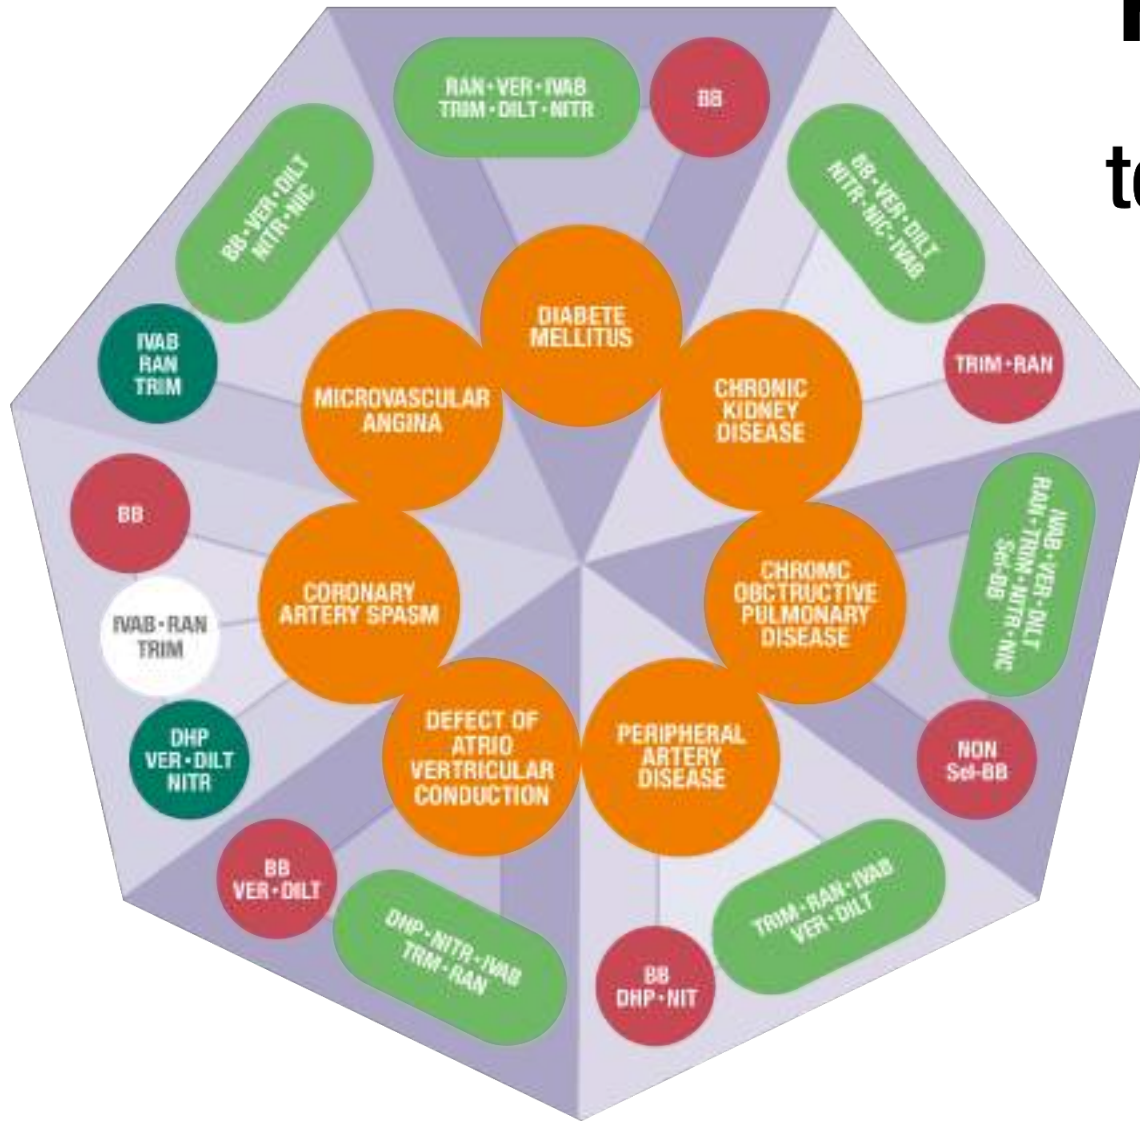 RAN•VER•IVAB
TRIM•DILT•NITR
BB
DIABETE
MELLITUS
BB•VER•DILT
NITR•NIC•IVAB
TRIM•RAN
CHRONIC
KIDNEY
DISEASE
IVAB•VER•DILT
RAN•TRIM•NITR•NIC
Sel-BB
NON
Sel-BB
CHROMC
OBCTRUCTIVE
PULMONARY
DISEASE
PERIPHERAL
ARTERY
DISEASE
TRIM•RAN•IVAB
VER•DILT
BB
DHP•NIT
DEFECT OF
ATRIO
VERTRICULAR
CONDUCTION
DHP•NITR•IVAB
TRM•RAN
BB
VER•DILT
CORONARY
ARTERY SPASM
DHP
VER•DILT
NITR
IVAB•RAN
TRIM
BB
MICROVASCULAR
ANGINA
IVAB
RAN
TRIM
BB•VER•DILT
NITR•NIC